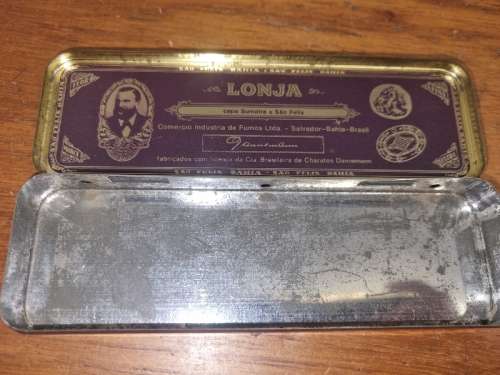 SÃO FELIX BAHIA · SÃO FELIX BAHIA
LONJA
capa Sumatra e São Felix
Comercio Industria de Fumos Ltda. - Salvador-Bahia-Brasil
Dannemann
fabricados com licença da Cia. Brasileira de Charutos Dannemann
SÃO FELIX BAHIA · SÃO FELIX BAHIA